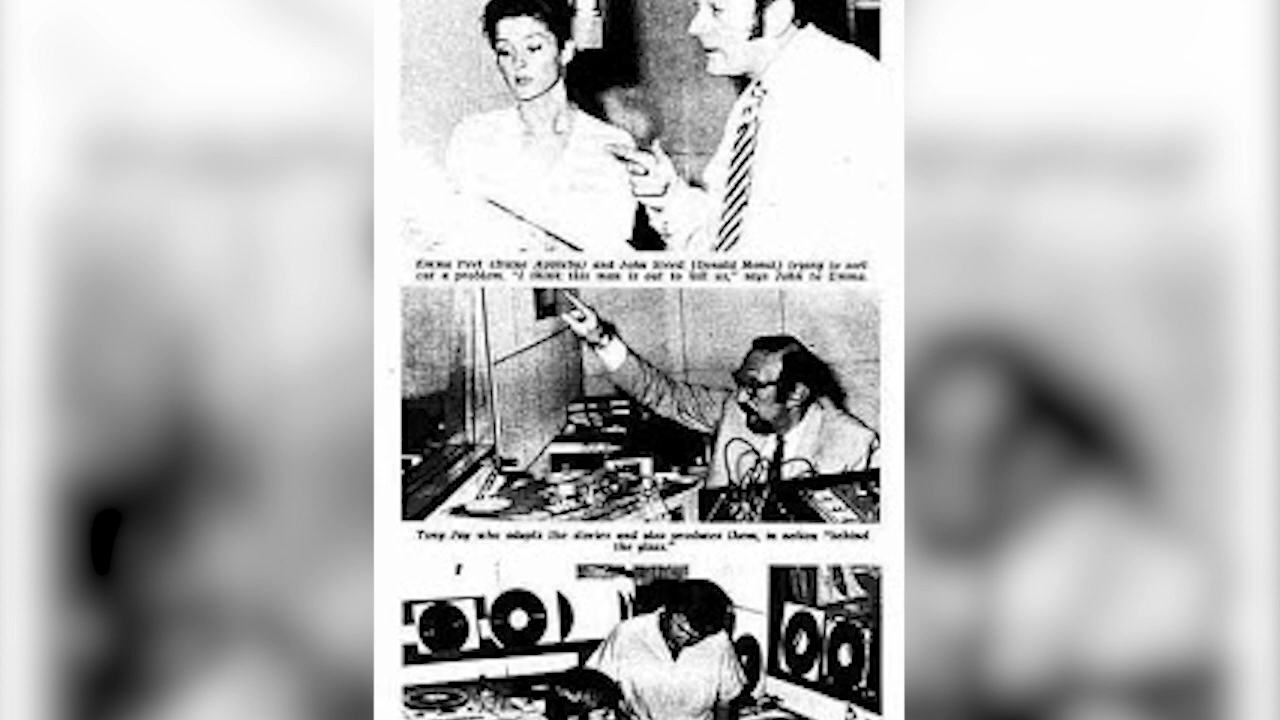 Emma Peel (Diane Appleby) and John Steed (Donald Monat) trying to sort
out a problem. "I think this man is out to kill us," says John to Emma.
Tony Jay who adapts the stories and also produces them, in action "behind
the glass."